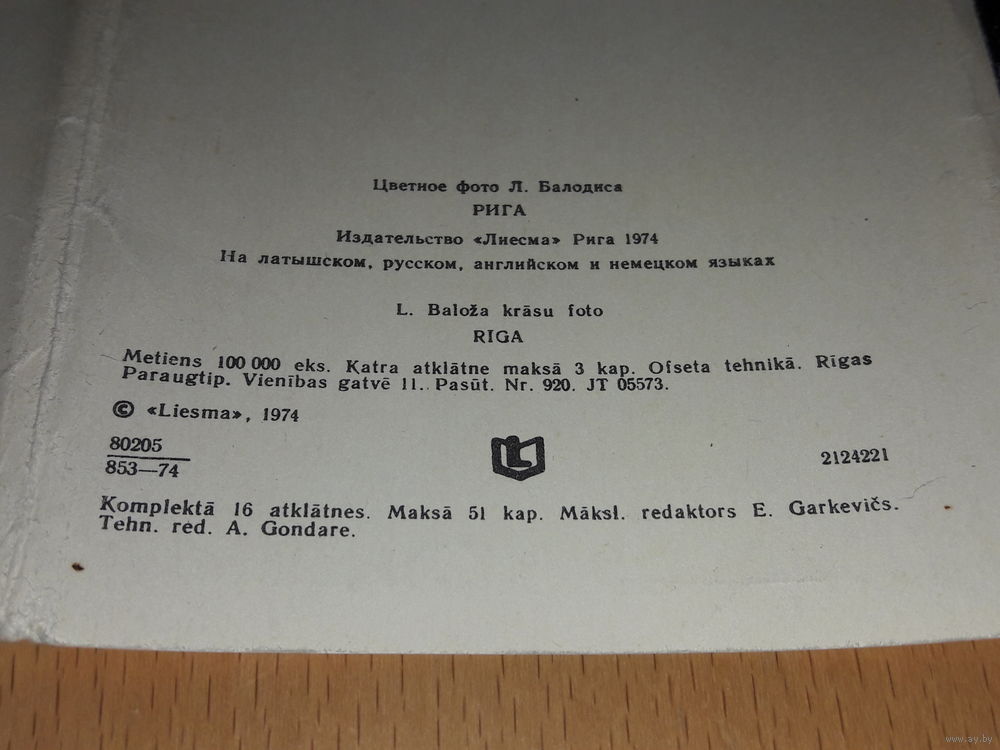 Цветное фото Л. Балодиса
РИГА
Издательство «Лиесма» Рига 1974
На латышском, русском, английском и немецком языках
L. Baloža krāsu foto
RIGA
Metiens 100 000 eks. Katra atklātne maksā 3 kap. Ofseta tehnikā. Rīgas
Paraugtip. Vienības gatvē 11. Pasūt. Nr. 920. JT 05573.
© «Liesma», 1974
80205
853—74
2124221
Komplektā 16 atklātnes. Maksā 51 kap. Māksl. redaktors E. Garkevičs.
Tehn. red. A. Gondare.
www.ay.by